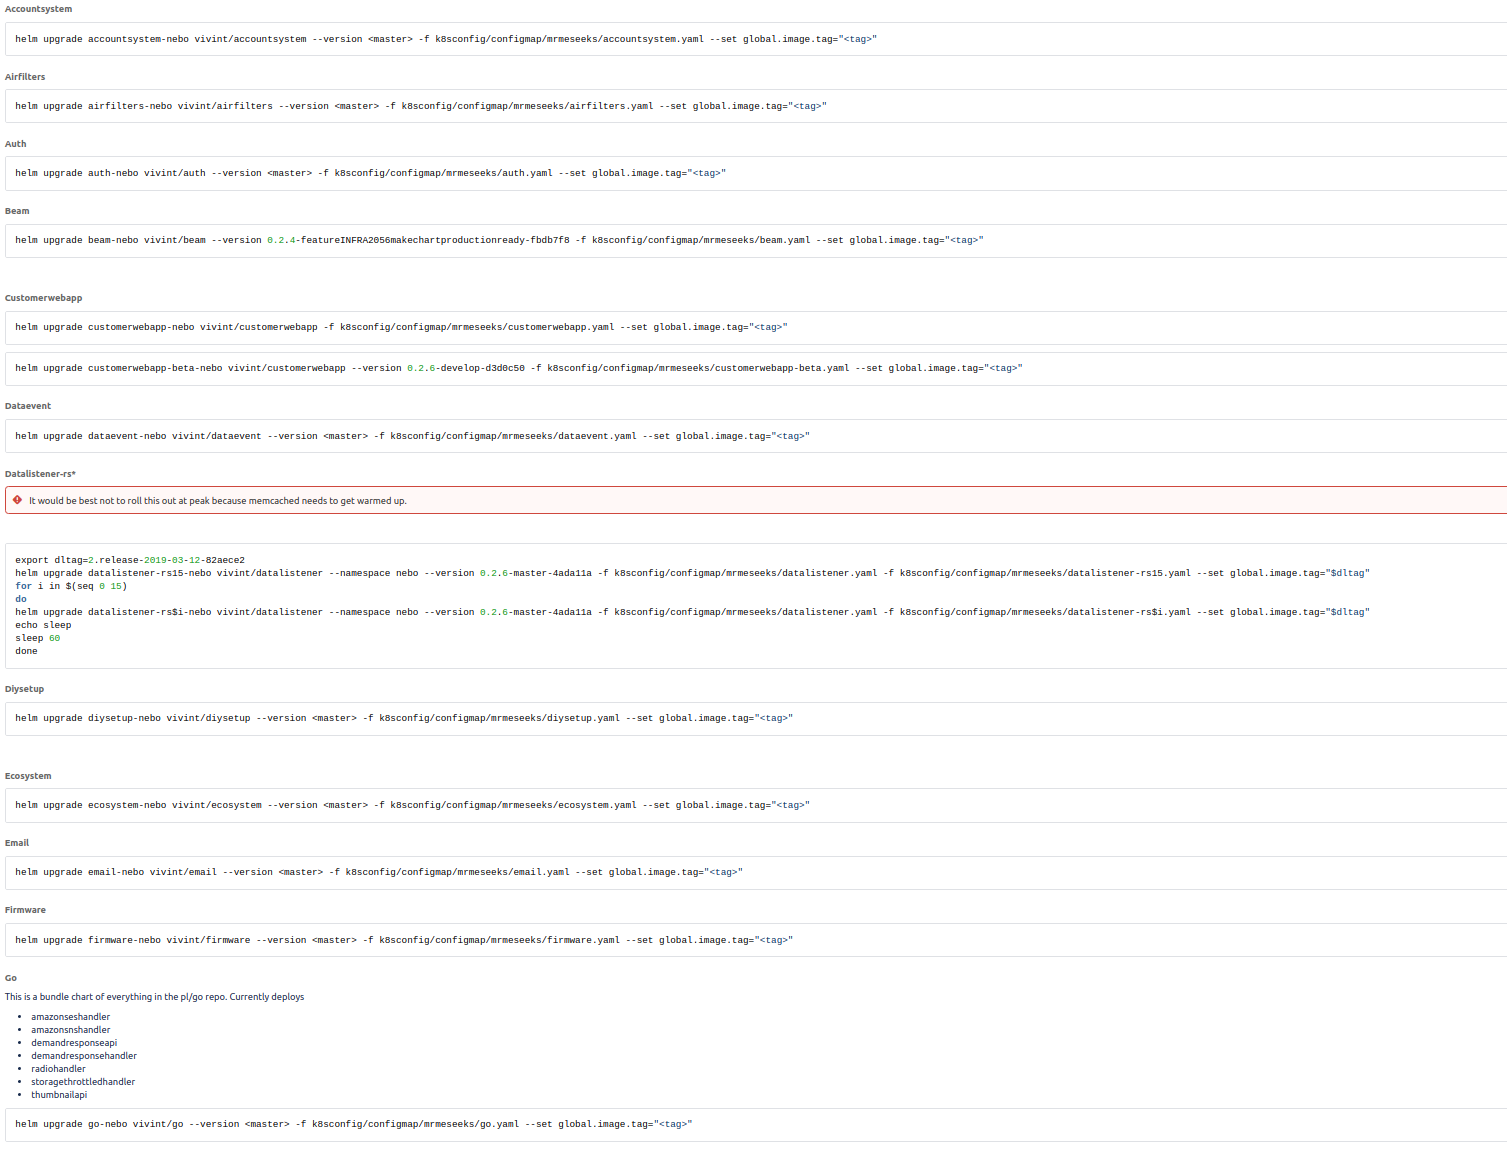 Accountsystem
helm upgrade accountsystem-nebo vivint/accountsystem --version <master> -f k8sconfig/configmap/mrmeseeks/accountsystem.yaml --set global.image.tag="<tag>"
Airfilters
helm upgrade airfilters-nebo vivint/airfilters --version <master> -f k8sconfig/configmap/mrmeseeks/airfilters.yaml --set global.image.tag="<tag>"
Auth
helm upgrade auth-nebo vivint/auth --version <master> -f k8sconfig/configmap/mrmeseeks/auth.yaml --set global.image.tag="<tag>"
Beam
helm upgrade beam-nebo vivint/beam --version 0.2.4-featureINFRA2056makechartproductionready-fbdb7f8 -f k8sconfig/configmap/mrmeseeks/beam.yaml --set global.image.tag="<tag>"
Customerwebapp
helm upgrade customerwebapp-nebo vivint/customerwebapp -f k8sconfig/configmap/mrmeseeks/customerwebapp.yaml --set global.image.tag="<tag>"
helm upgrade customerwebapp-beta-nebo vivint/customerwebapp --version 0.2.6-develop-d3d0c50 -f k8sconfig/configmap/mrmeseeks/customerwebapp-beta.yaml --set global.image.tag="<tag>"
Dataevent
helm upgrade dataevent-nebo vivint/dataevent --version <master> -f k8sconfig/configmap/mrmeseeks/dataevent.yaml --set global.image.tag="<tag>"
Datalistener-rs*
It would be best not to roll this out at peak because memcached needs to get warmed up.
export dltag=2.release-2019-03-12-82aece2
helm upgrade datalistener-rs15-nebo vivint/datalistener --namespace nebo --version 0.2.6-master-4ada11a -f k8sconfig/configmap/mrmeseeks/datalistener.yaml -f k8sconfig/configmap/mrmeseeks/datalistener-rs15.yaml --set global.image.tag="$dltag"
for i in $(seq 0 15)
do
helm upgrade datalistener-rs$i-nebo vivint/datalistener --namespace nebo --version 0.2.6-master-4ada11a -f k8sconfig/configmap/mrmeseeks/datalistener.yaml -f k8sconfig/configmap/mrmeseeks/datalistener-rs$i.yaml --set global.image.tag="$dltag"
echo sleep
sleep 60
done
Diysetup
helm upgrade diysetup-nebo vivint/diysetup --version <master> -f k8sconfig/configmap/mrmeseeks/diysetup.yaml --set global.image.tag="<tag>"
Ecosystem
helm upgrade ecosystem-nebo vivint/ecosystem --version <master> -f k8sconfig/configmap/mrmeseeks/ecosystem.yaml --set global.image.tag="<tag>"
Email
helm upgrade email-nebo vivint/email --version <master> -f k8sconfig/configmap/mrmeseeks/email.yaml --set global.image.tag="<tag>"
Firmware
helm upgrade firmware-nebo vivint/firmware --version <master> -f k8sconfig/configmap/mrmeseeks/firmware.yaml --set global.image.tag="<tag>"
Go
This is a bundle chart of everything in the pl/go repo. Currently deploys
• amazonseshandler
• amazonsnshandler
• demandresponseapi
• demandresponsehandler
• radiohandler
• storagethrottledhandler
• thumbnailapi
helm upgrade go-nebo vivint/go --version <master> -f k8sconfig/configmap/mrmeseeks/go.yaml --set global.image.tag="<tag>"